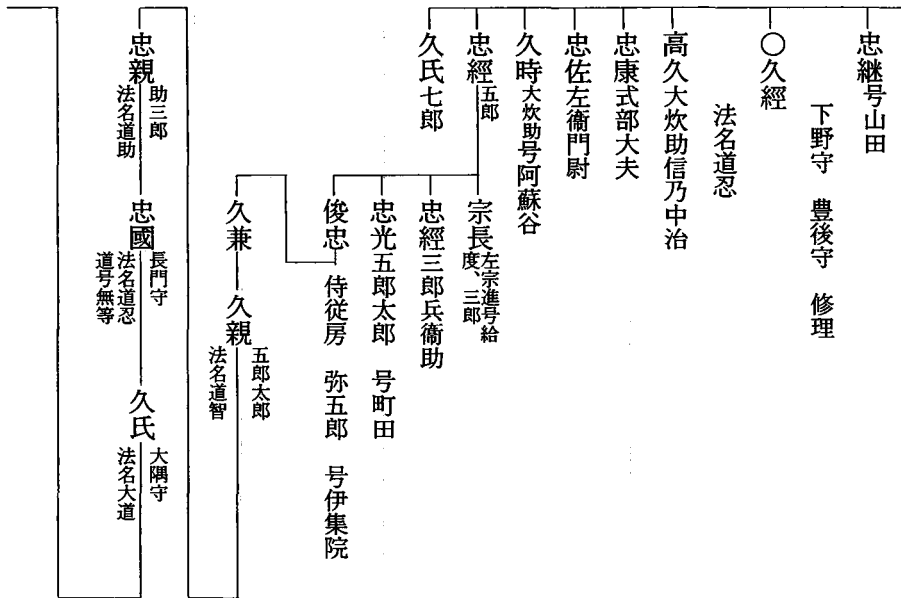 忠継号山田
下野守　豊後守　修理
○久經
法名道忍
高久大炊助信乃中治
忠康式部大夫
忠佐左衞門尉
久時大炊助号阿蘇谷
忠經五郎
久氏七郎
宗長左宗進号給
度、三郎
忠經三郎兵衞助
忠光五郎太郎　号町田
俊忠　侍従房　弥五郎　号伊集院
久兼
久親
五郎太郎
法名道智
忠親
助三郎
法名道助
忠國
長門守
法名道忍
道号無等
久氏
大隅守
法名大道